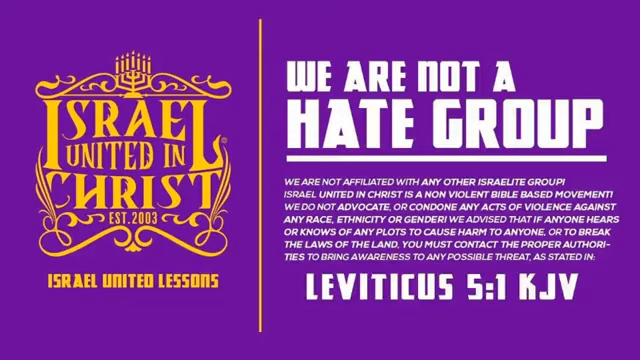 ISRAEL
UNITED IN
CHRIST
EST. 2003
ISRAEL UNITED LESSONS
WE ARE NOT A
HATE GROUP
WE ARE NOT AFFILIATED WITH ANY OTHER ISRAELITE GROUP!
ISRAEL UNITED IN CHRIST IS A NON VIOLENT BIBLE BASED MOVEMENT!
WE DO NOT ADVOCATE, OR CONDONE ANY ACTS OF VIOLENCE AGAINST
ANY RACE, ETHNICITY OR GENDER! WE ADVISED THAT IF ANYONE HEARS
OR KNOWS OF ANY PLOTS TO CAUSE HARM TO ANYONE, OR TO BREAK
THE LAWS OF THE LAND, YOU MUST CONTACT THE PROPER AUTHORI-
TIES TO BRING AWARENESS TO ANY POSSIBLE THREAT, AS STATED IN:
LEVITICUS 5:1 KJV